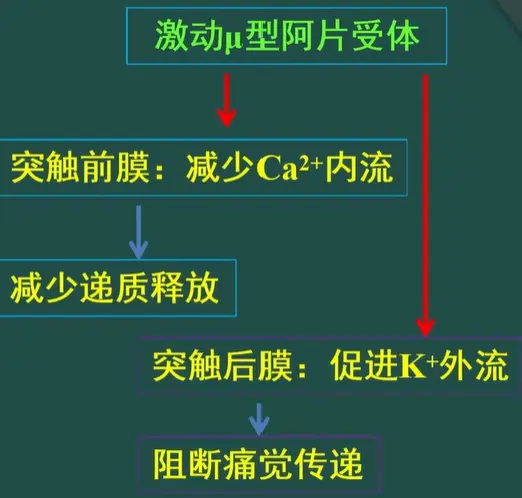 激动μ型阿片受体
突触前膜：减少Ca²⁺内流
减少递质释放
突触后膜：促进K⁺外流
阻断痛觉传递